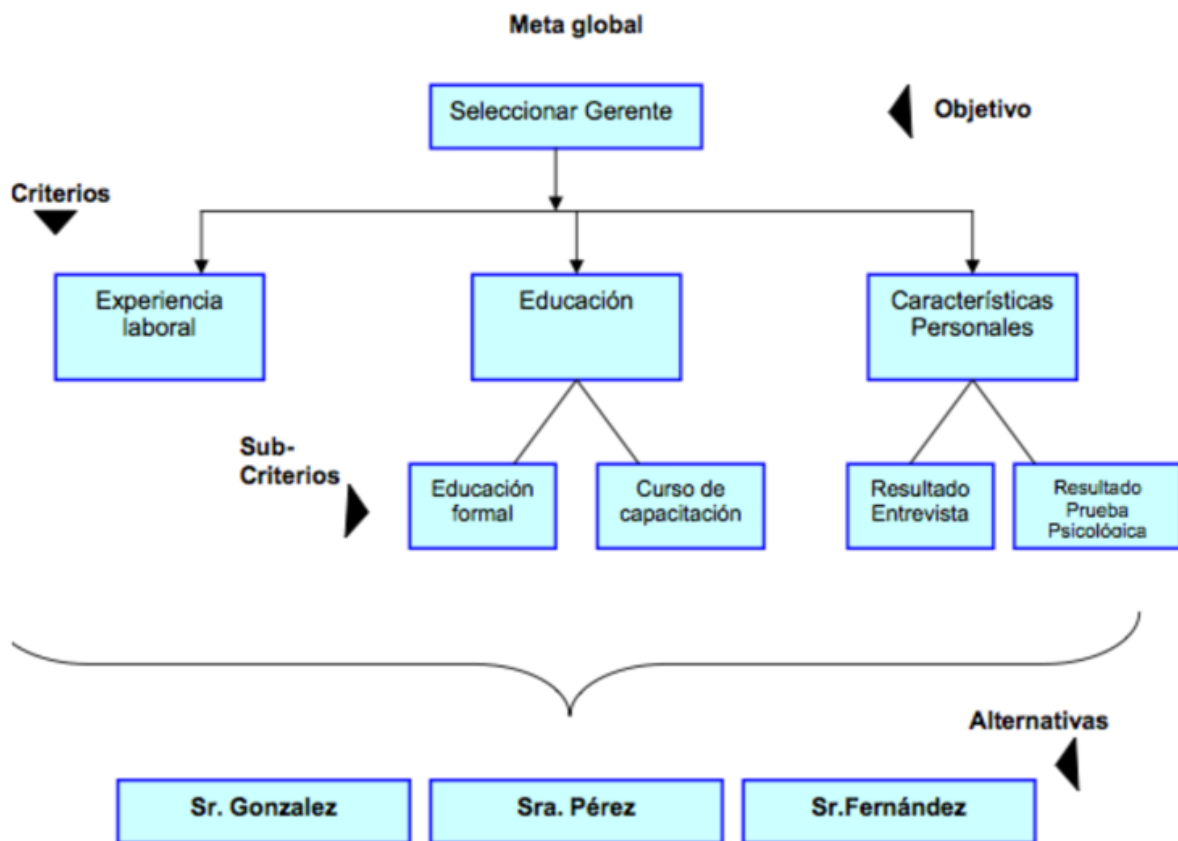 Meta global
Seleccionar Gerente
Objetivo
Criterios
Experiencia
laboral
Educación
Características
Personales
Sub-
Criterios
Educación
formal
Curso de
capacitación
Resultado
Entrevista
Resultado
Prueba
Psicológica
Alternativas
Sr. Gonzalez
Sra. Pérez
Sr.Fernández